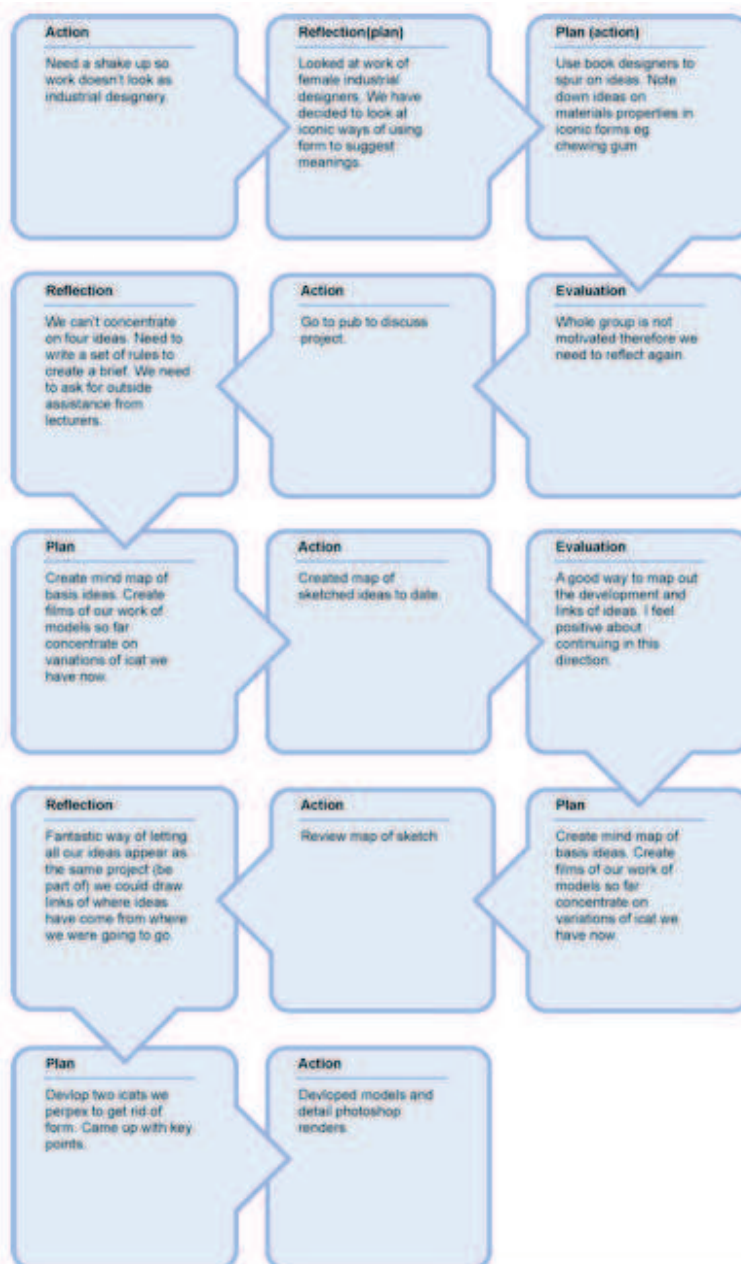 Action
Need a shake up so
work doesn't look as
industrial designery.
Reflection(plan)
Looked at work of
female industrial
designers. We have
decided to look at
iconic ways of using
form to suggest
meanings.
Plan (action)
Use book designers to
spur on ideas. Note
down ideas on
materials properties in
iconic forms eg
chewing gum
Evaluation
Whole group is not
motivated therefore we
need to reflect again.
Action
Go to pub to discuss
project.
Reflection
We can't concentrate
on four ideas. Need to
write a set of rules to
create a brief. We need
to ask for outside
assistance from
lecturers.
Plan
Create mind map of
basis ideas. Create
films of our work of
models so far
concentrate on
variations of icat we
have now.
Action
Created map of
sketched ideas to date.
Evaluation
A good way to map out
the development and
links of ideas. I feel
positive about
continuing in this
direction.
Plan
Create mind map of
basis ideas. Create
films of our work of
models so far
concentrate on
variations of icat we
have now.
Action
Review map of sketch
Reflection
Fantastic way of letting
all our ideas appear as
the same project (be
part of) we could draw
links of where ideas
have come from where
we were going to go.
Plan
Devlop two icats we
perpex to get rid of
form. Came up with key
points.
Action
Devloped models and
detail photoshop
renders